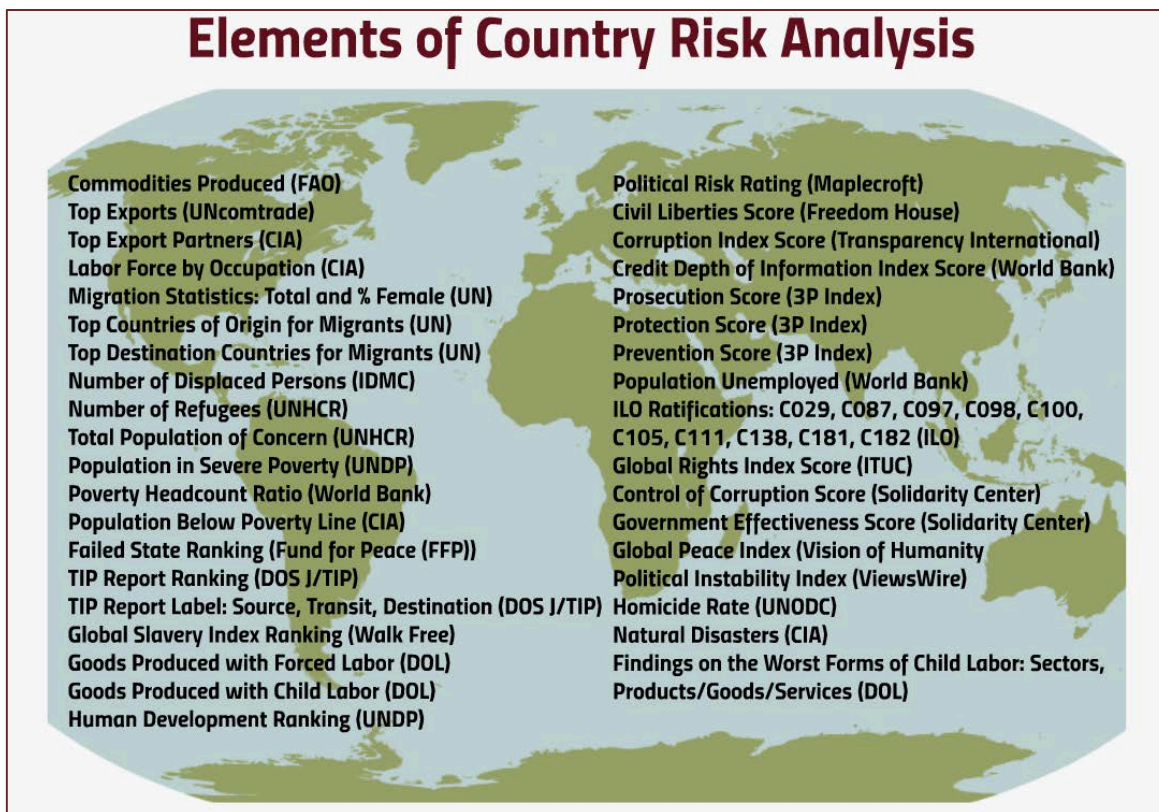 Elements of Country Risk Analysis
Commodities Produced (FAO)
Top Exports (UNcomtrade)
Top Export Partners (CIA)
Labor Force by Occupation (CIA)
Migration Statistics: Total and % Female (UN)
Top Countries of Origin for Migrants (UN)
Top Destination Countries for Migrants (UN)
Number of Displaced Persons (IDMC)
Number of Refugees (UNHCR)
Total Population of Concern (UNHCR)
Population in Severe Poverty (UNDP)
Poverty Headcount Ratio (World Bank)
Population Below Poverty Line (CIA)
Failed State Ranking (Fund for Peace (FFP))
TIP Report Ranking (DOS J/TIP)
TIP Report Label: Source, Transit, Destination (DOS J/TIP)
Global Slavery Index Ranking (Walk Free)
Goods Produced with Forced Labor (DOL)
Goods Produced with Child Labor (DOL)
Human Development Ranking (UNDP)
Political Risk Rating (Maplecroft)
Civil Liberties Score (Freedom House)
Corruption Index Score (Transparency International)
Credit Depth of Information Index Score (World Bank)
Prosecution Score (3P Index)
Protection Score (3P Index)
Prevention Score (3P Index)
Population Unemployed (World Bank)
ILO Ratifications: C029, C087, C097, C098, C100,
C105, C111, C138, C181, C182 (ILO)
Global Rights Index Score (ITUC)
Control of Corruption Score (Solidarity Center)
Government Effectiveness Score (Solidarity Center)
Global Peace Index (Vision of Humanity
Political Instability Index (ViewsWire)
Homicide Rate (UNODC)
Natural Disasters (CIA)
Findings on the Worst Forms of Child Labor: Sectors,
Products/Goods/Services (DOL)